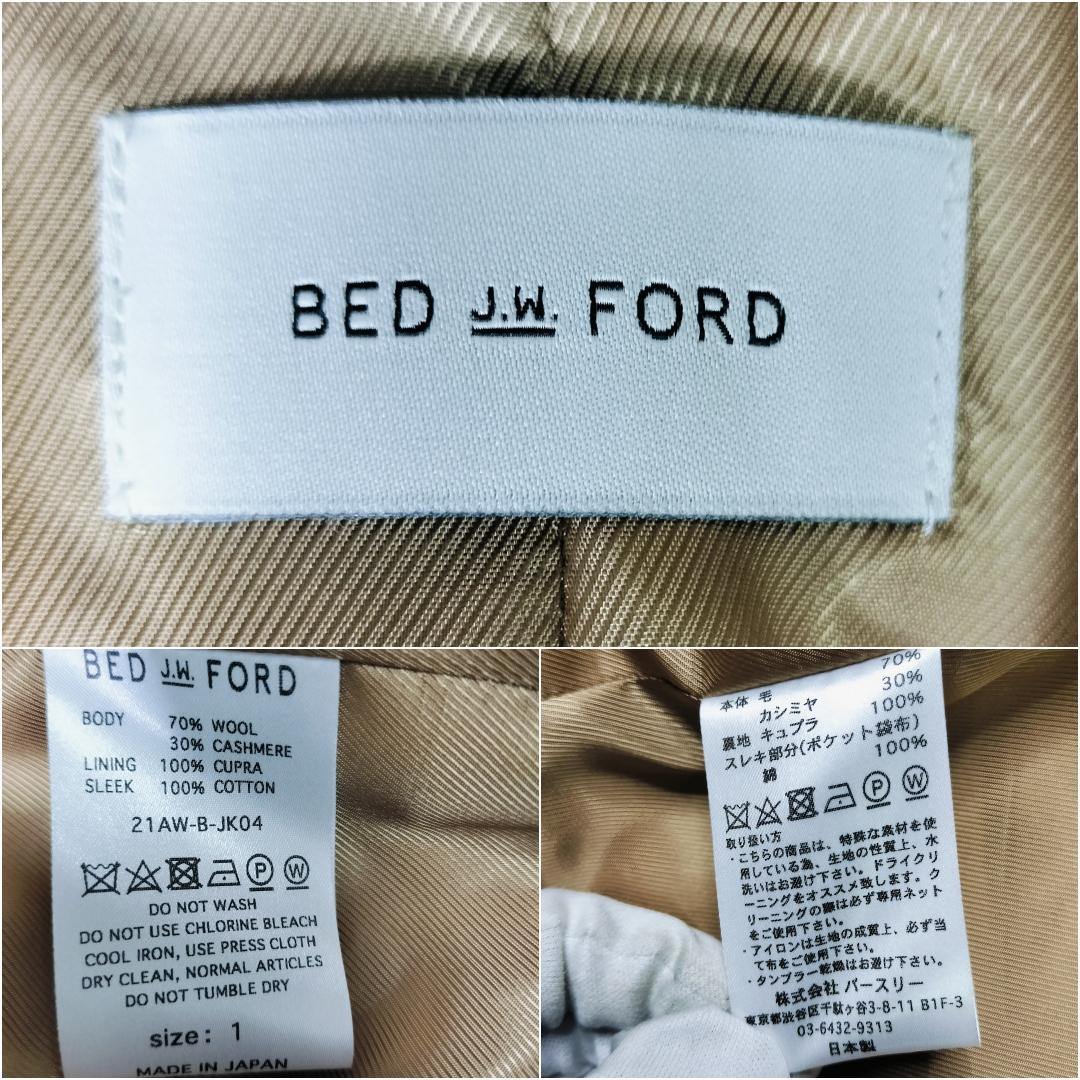 BED J.W. FORD
BED J.W. FORD
BODY 70% WOOL
30% CASHMERE
LINING 100% CUPRA
SLEEK 100% COTTON
21AW-B-JK04
P W
DO NOT WASH
DO NOT USE CHLORINE BLEACH
COOL IRON, USE PRESS CLOTH
DRY CLEAN, NORMAL ARTICLES
DO NOT TUMBLE DRY
size: 1
MADE IN JAPAN
本体 毛 70%
カシミヤ 30%
裏地 キュプラ 100%
スレキ部分(ポケット袋布)
綿 100%
P W
取り扱い方
・こちらの商品は、特殊な素材を使
用している為、生地の性質上、水
洗いはお避け下さい。ドライクリ
ーニングをオススメ致します。ク
リーニングの際は必ず専用ネット
をご使用下さい。
・アイロンは生地の成質上、必ず当
て布をご使用下さい。
・タンブラー乾燥はお避け下さい。
株式会社 バースリー
東京都渋谷区千駄ヶ谷3-8-11 B1F-3
03-6432-9313
日本製